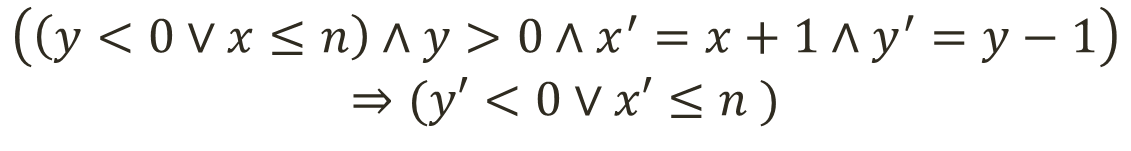 ((y < 0 ∨ x ≤ n) ∧ y > 0 ∧ x′ = x + 1 ∧ y′ = y − 1)
⇒ (y′ < 0 ∨ x′ ≤ n )